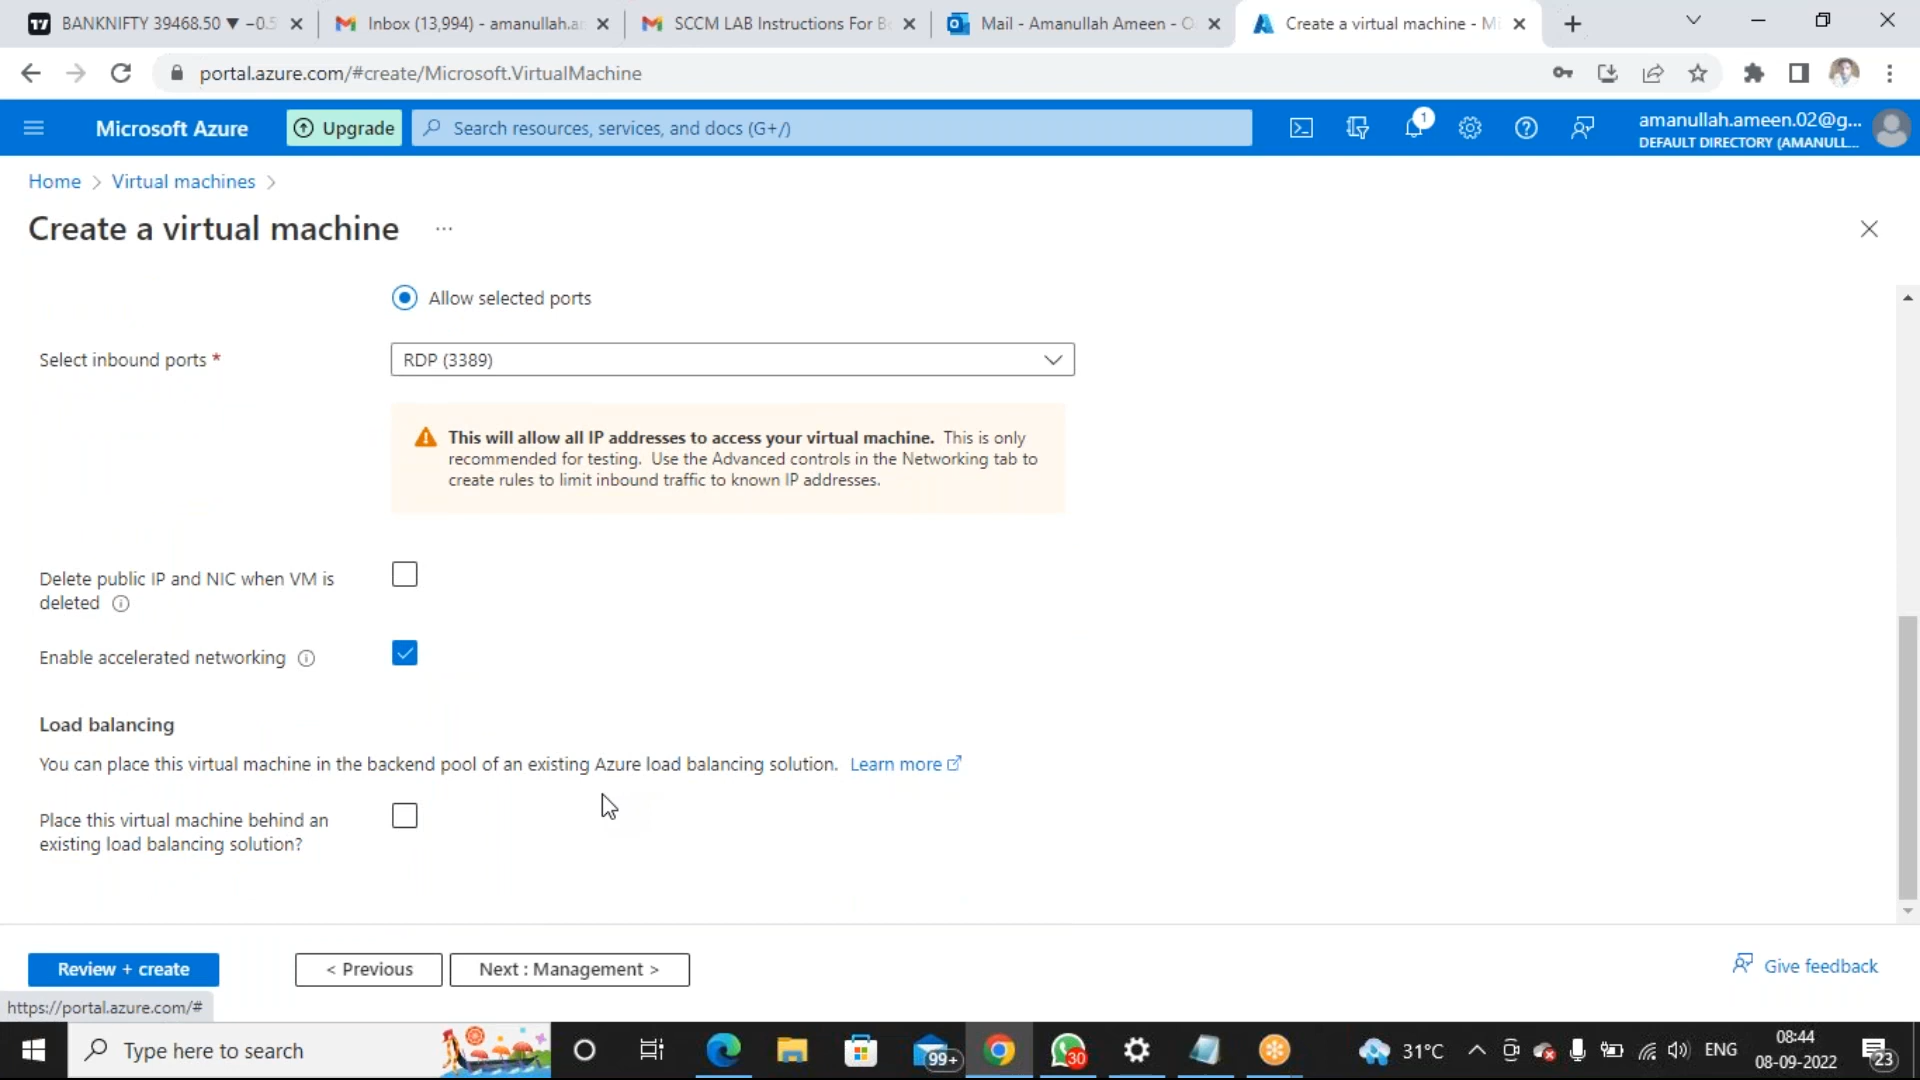 BANKNIFTY 39468.50 ▼ −0.5
Inbox (13,994) - amanullah.a
SCCM LAB Instructions For B
Mail - Amanullah Ameen - O
Create a virtual machine - M
portal.azure.com/#create/Microsoft.VirtualMachine
Microsoft Azure
Upgrade
Search resources, services, and docs (G+/)
1
amanullah.ameen.02@g...
DEFAULT DIRECTORY (AMANULL...
Home > Virtual machines >
Create a virtual machine ...
Allow selected ports
Select inbound ports *
RDP (3389)
This will allow all IP addresses to access your virtual machine. This is only
recommended for testing. Use the Advanced controls in the Networking tab to
create rules to limit inbound traffic to known IP addresses.
Delete public IP and NIC when VM is
deleted
Enable accelerated networking
Load balancing
You can place this virtual machine in the backend pool of an existing Azure load balancing solution. Learn more
Place this virtual machine behind an
existing load balancing solution?
Review + create
< Previous
Next : Management >
Give feedback
https://portal.azure.com/#
Type here to search
99+
30
31°C
ENG
08:44
08-09-2022
23